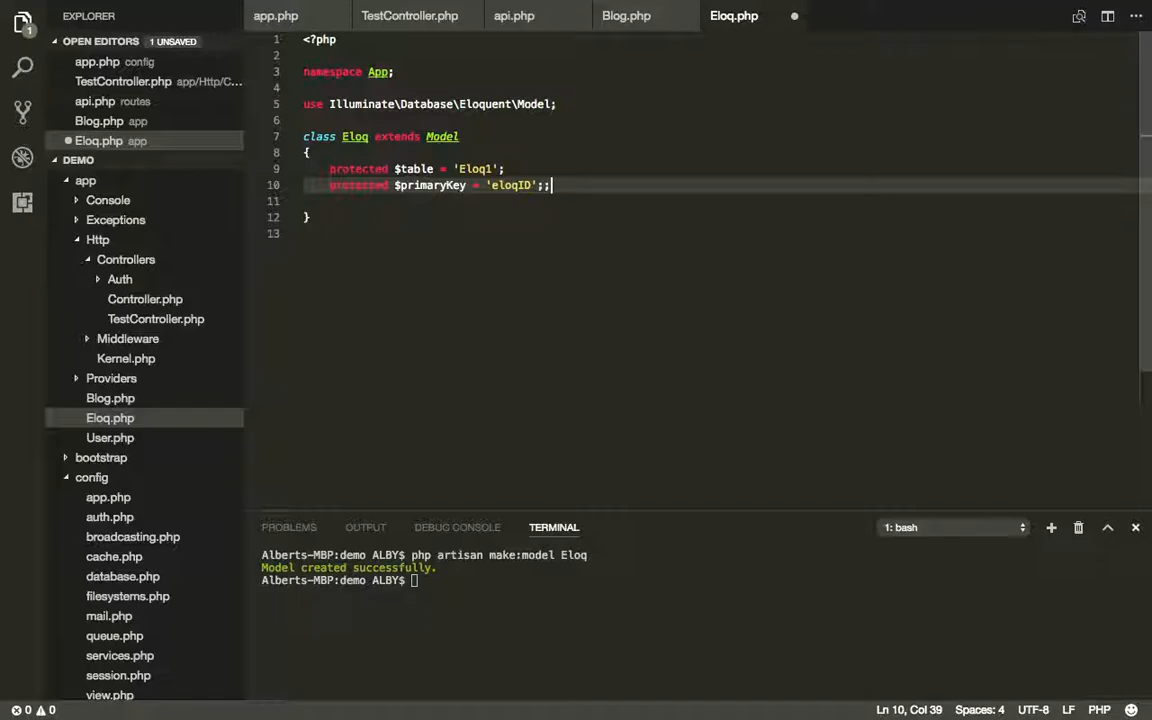 EXPLORER
app.php
TestController.php
api.php
Blog.php
Eloq.php
1
OPEN EDITORS 1 UNSAVED
app.php config
TestController.php app/Http/C...
api.php routes
Blog.php app
Eloq.php app
DEMO
app
Console
Exceptions
Http
Controllers
Auth
Controller.php
TestController.php
Middleware
Kernel.php
Providers
Blog.php
Eloq.php
User.php
bootstrap
config
app.php
auth.php
broadcasting.php
cache.php
database.php
filesystems.php
mail.php
queue.php
services.php
session.php
view.php
1 <?php
2
3 namespace App;
4
5 use Illuminate\Database\Eloquent\Model;
6
7 class Eloq extends Model
8 {
9 protected $table = 'Eloq1';
10 protected $primaryKey = 'eloqID';;
11
12 }
13
PROBLEMS OUTPUT DEBUG CONSOLE TERMINAL 1: bash
Alberts-MBP:demo ALBY$ php artisan make:model Eloq
Model created successfully.
Alberts-MBP:demo ALBY$
0 0 Ln 10, Col 39 Spaces: 4 UTF-8 LF PHP